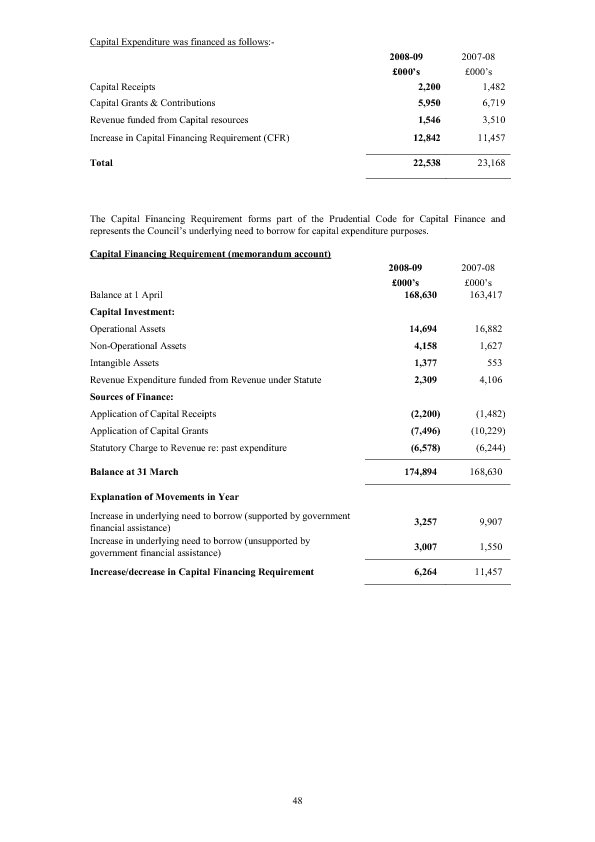 Capital Expenditure was financed as follows:-
2008-09 2007-08
£000’s £000’s
Capital Receipts 2,200 1,482
Capital Grants & Contributions 5,950 6,719
Revenue funded from Capital resources 1,546 3,510
Increase in Capital Financing Requirement (CFR) 12,842 11,457
Total 22,538 23,168
The Capital Financing Requirement forms part of the Prudential Code for Capital Finance and
represents the Council’s underlying need to borrow for capital expenditure purposes.
Capital Financing Requirement (memorandum account)
2008-09 2007-08
£000’s £000’s
Balance at 1 April 168,630 163,417
Capital Investment:
Operational Assets 14,694 16,882
Non-Operational Assets 4,158 1,627
Intangible Assets 1,377 553
Revenue Expenditure funded from Revenue under Statute 2,309 4,106
Sources of Finance:
Application of Capital Receipts (2,200) (1,482)
Application of Capital Grants (7,496) (10,229)
Statutory Charge to Revenue re: past expenditure (6,578) (6,244)
Balance at 31 March 174,894 168,630
Explanation of Movements in Year
Increase in underlying need to borrow (supported by government
financial assistance) 3,257 9,907
Increase in underlying need to borrow (unsupported by
government financial assistance) 3,007 1,550
Increase/decrease in Capital Financing Requirement 6,264 11,457
48